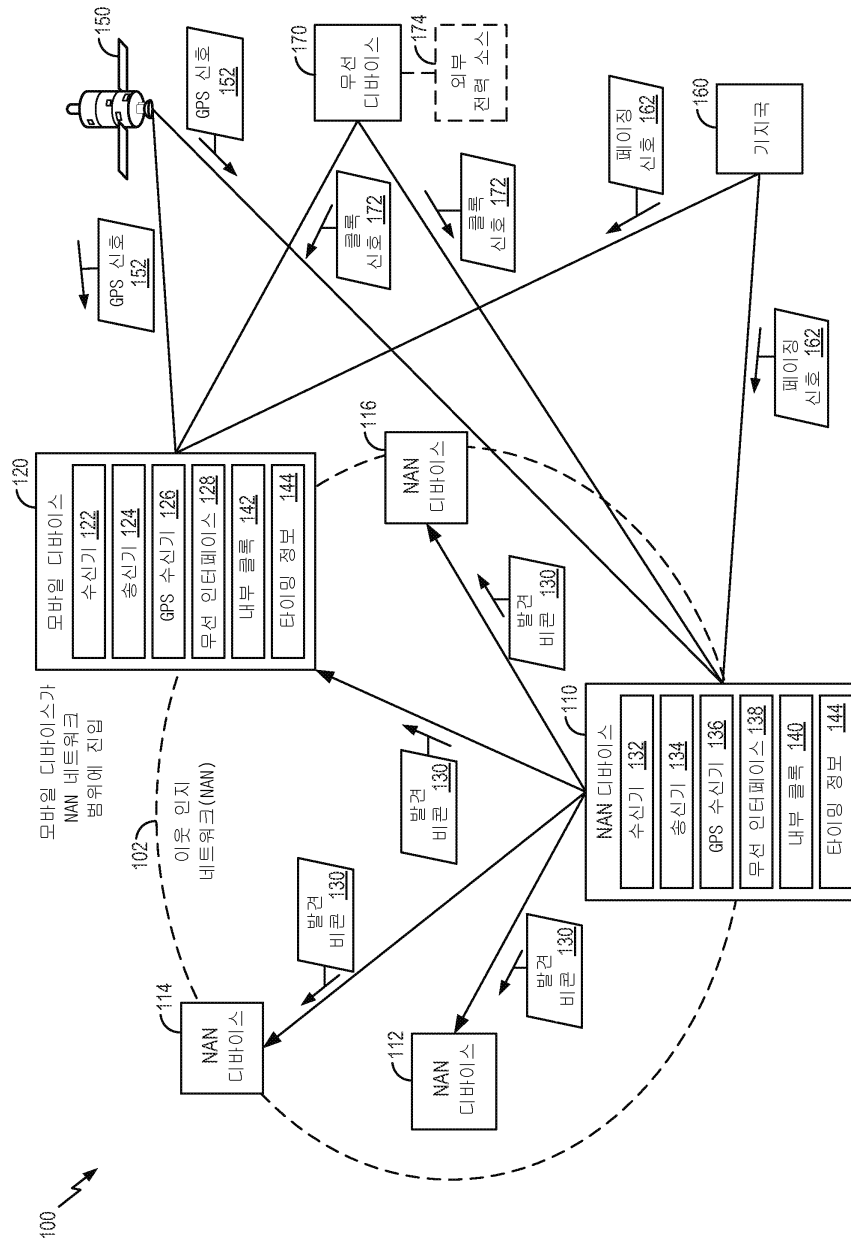 100
114
NAN
디바이스
112
NAN
디바이스
102
이웃 인지
네트워크(NAN)
모바일 디바이스가
NAN 네트워크
범위에 진입
120
모바일 디바이스
수신기 122
송신기 124
GPS 수신기 126
무선 인터페이스 128
내부 클록 142
타이밍 정보 144
발견
비콘 130
발견
비콘 130
발견
비콘 130
발견
비콘 130
116
NAN
디바이스
110
NAN 디바이스
수신기 132
송신기 134
GPS 수신기 136
무선 인터페이스 138
내부 클록 140
타이밍 정보 144
GPS 신호
152
GPS 신호
152
150
클록
신호 172
클록
신호 172
170
무선
디바이스
174
외부
전력 소스
페이징
신호 162
페이징
신호 162
160
기지국